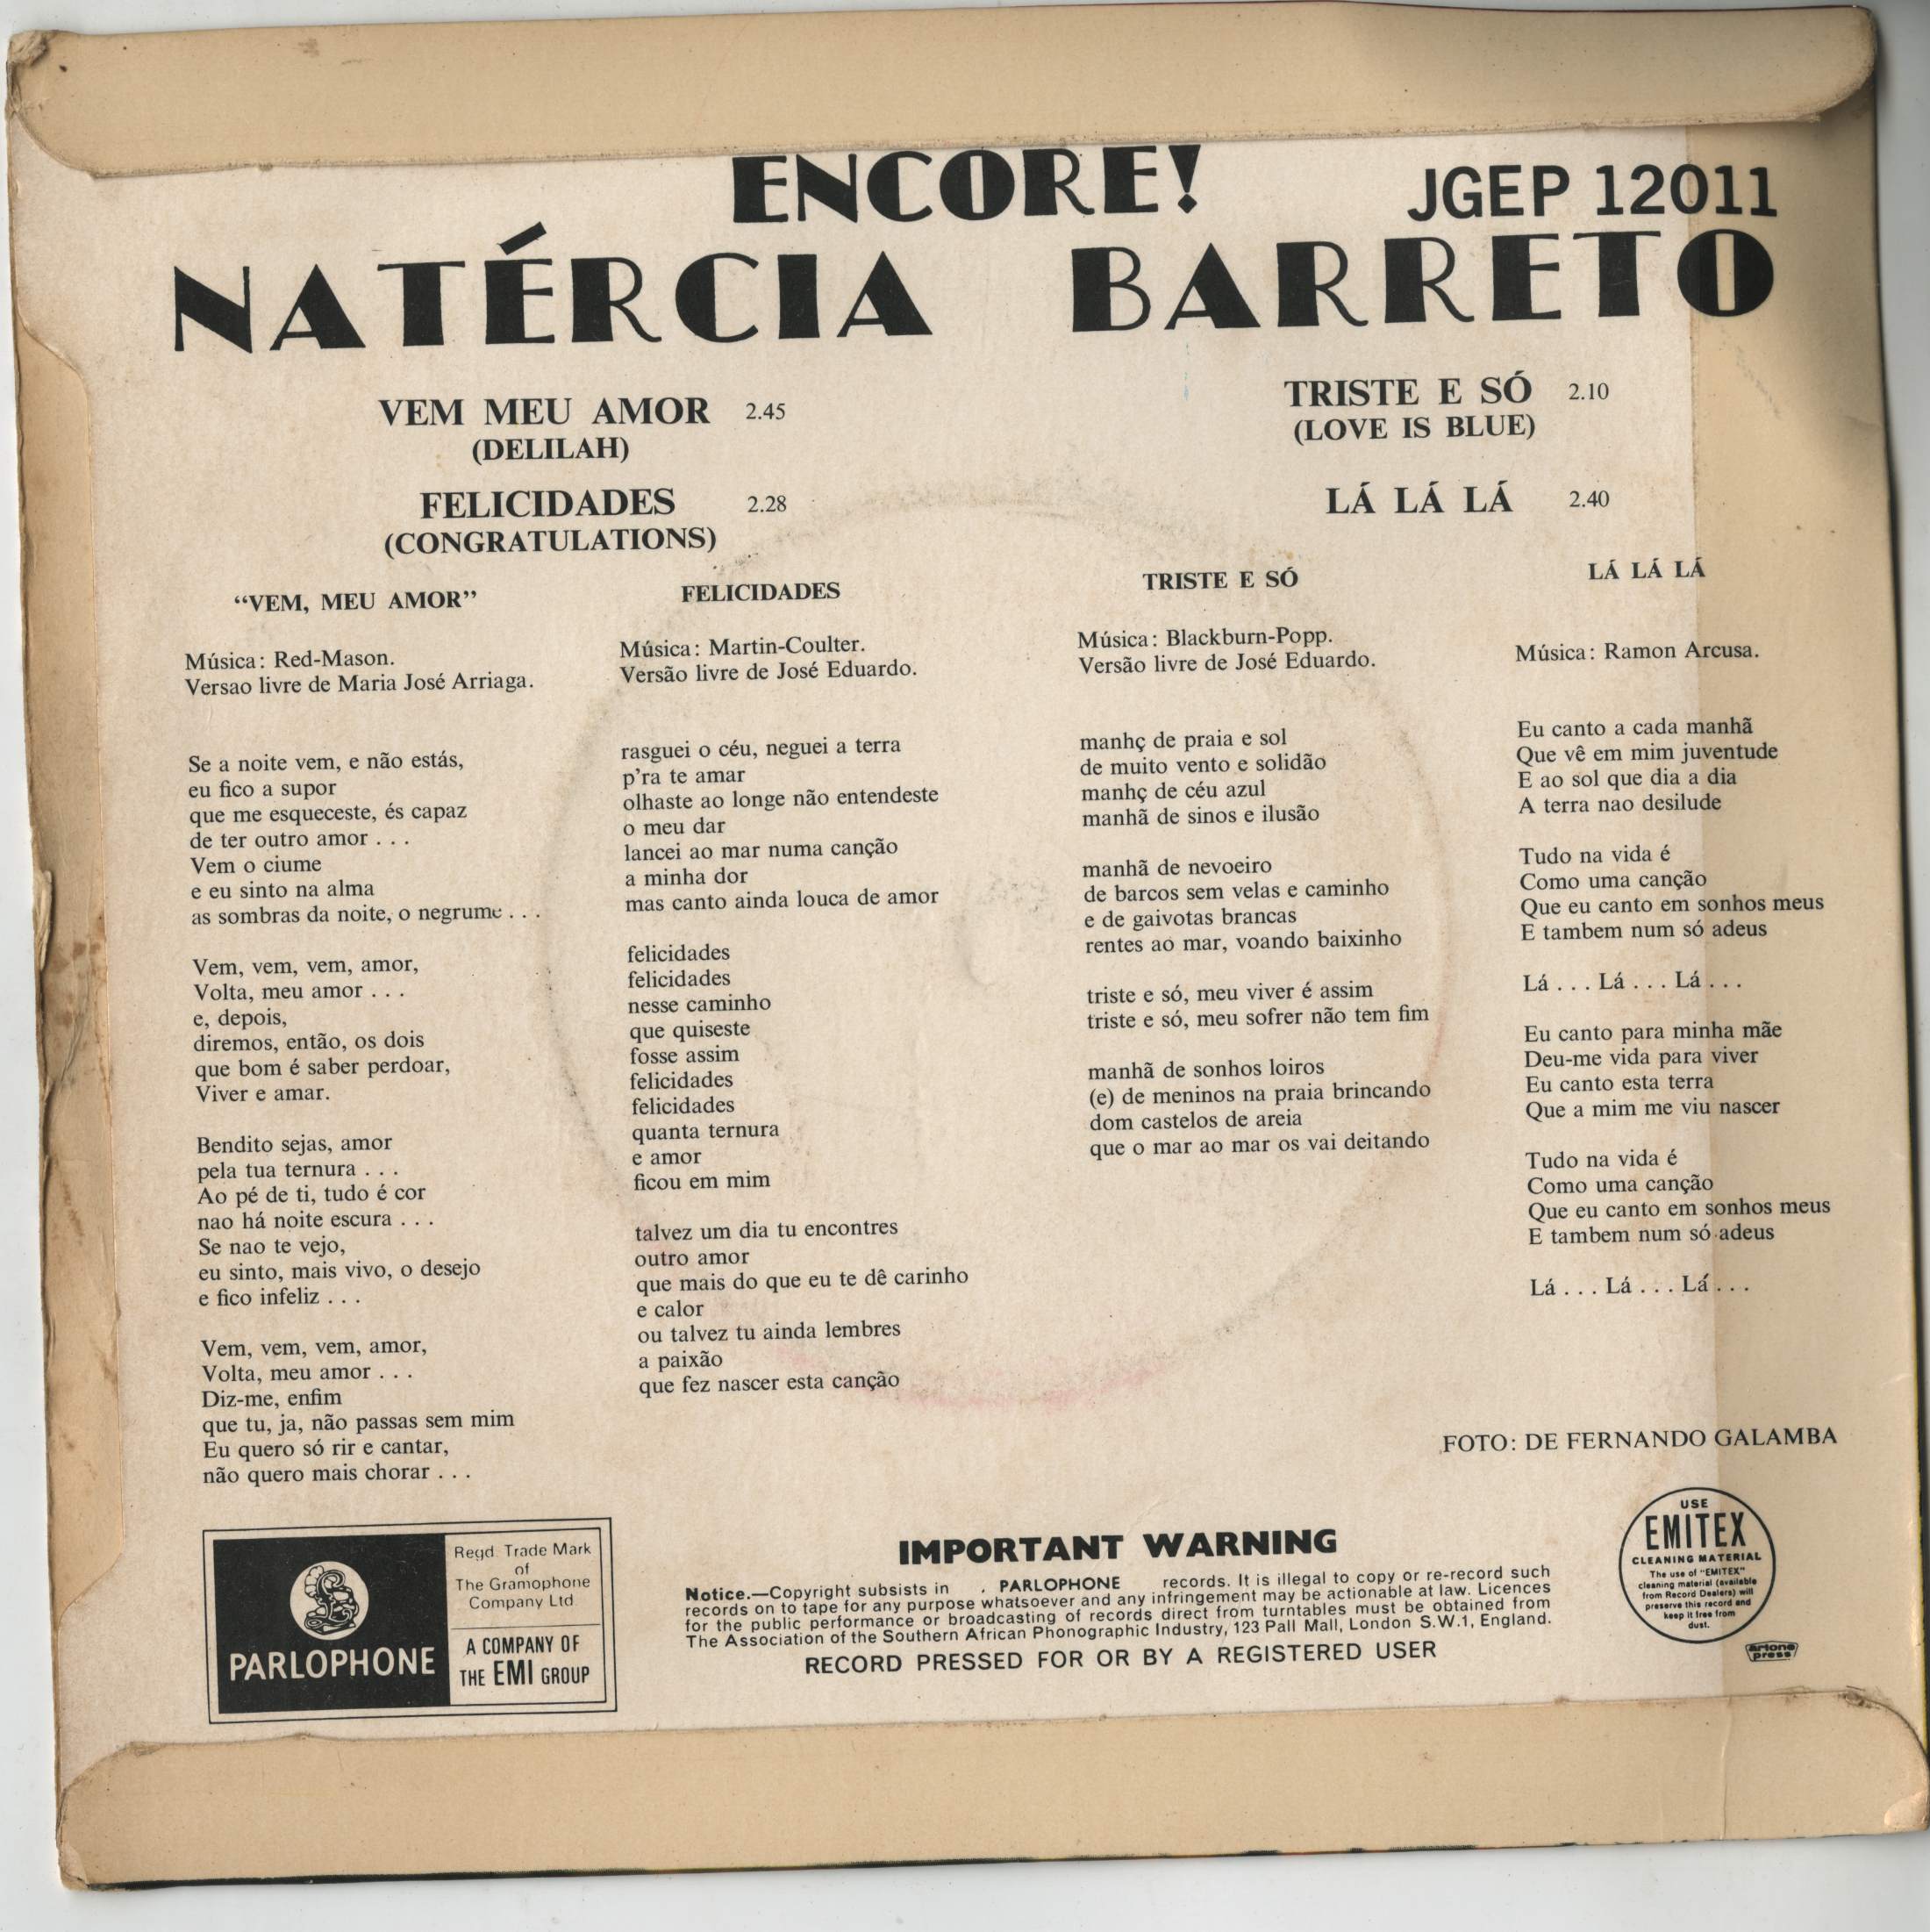 ENCORE!
JGEP 12011
NATÉRCIA BARRETO
VEM MEU AMOR 2.45
(DELILAH)
FELICIDADES 2.28
(CONGRATULATIONS)
TRISTE E SÓ 2.10
(LOVE IS BLUE)
LÁ LÁ LÁ 2.40
“VEM, MEU AMOR”
Música: Red-Mason.
Versao livre de Maria José Arriaga.
Se a noite vem, e não estás,
eu fico a supor
que me esqueceste, és capaz
de ter outro amor . . .
Vem o ciume
e eu sinto na alma
as sombras da noite, o negrume . . .
Vem, vem, vem, amor,
Volta, meu amor . . .
e, depois,
diremos, então, os dois
que bom é saber perdoar,
Viver e amar.
Bendito sejas, amor
pela tua ternura . . .
Ao pé de ti, tudo é cor
nao há noite escura . . .
Se nao te vejo,
eu sinto, mais vivo, o desejo
e fico infeliz . . .
Vem, vem, vem, amor,
Volta, meu amor . . .
Diz-me, enfim
que tu, ja, não passas sem mim
Eu quero só rir e cantar,
não quero mais chorar . . .
FELICIDADES
Música: Martin-Coulter.
Versão livre de José Eduardo.
rasguei o céu, neguei a terra
p’ra te amar
olhaste ao longe não entendeste
o meu dar
lancei ao mar numa canção
a minha dor
mas canto ainda louca de amor
felicidades
felicidades
nesse caminho
que quiseste
fosse assim
felicidades
felicidades
quanta ternura
e amor
ficou em mim
talvez um dia tu encontres
outro amor
que mais do que eu te dê carinho
e calor
ou talvez tu ainda lembres
a paixão
que fez nascer esta canção
TRISTE E SÓ
Música: Blackburn-Popp.
Versão livre de José Eduardo.
manhç de praia e sol
de muito vento e solidão
manhç de céu azul
manhã de sinos e ilusão
manhã de nevoeiro
de barcos sem velas e caminho
e de gaivotas brancas
rentes ao mar, voando baixinho
triste e só, meu viver é assim
triste e só, meu sofrer não tem fim
manhã de sonhos loiros
(e) de meninos na praia brincando
dom castelos de areia
que o mar ao mar os vai deitando
LÁ LÁ LÁ
Música: Ramon Arcusa.
Eu canto a cada manhã
Que vê em mim juventude
E ao sol que dia a dia
A terra nao desilude
Tudo na vida é
Como uma canção
Que eu canto em sonhos meus
E tambem num só adeus
Lá . . . Lá . . . Lá . . .
Eu canto para minha mãe
Deu-me vida para viver
Eu canto esta terra
Que a mim me viu nascer
Tudo na vida é
Como uma canção
Que eu canto em sonhos meus
E tambem num só adeus
Lá . . . Lá . . . Lá . . .
FOTO: DE FERNANDO GALAMBA
PARLOPHONE
Regd. Trade Mark
of
The Gramophone
Company Ltd
A COMPANY OF
THE EMI GROUP
IMPORTANT WARNING
Notice.—Copyright subsists in . PARLOPHONE records. It is illegal to copy or re-record such
records on to tape for any purpose whatsoever and any infringement may be actionable at law. Licences
for the public performance or broadcasting of records direct from turntables must be obtained from
The Association of the Southern African Phonographic Industry, 123 Pall Mall, London S.W.1, England.
RECORD PRESSED FOR OR BY A REGISTERED USER
USE
EMITEX
CLEANING MATERIAL
The use of “EMITEX”
cleaning material (available
from Record Dealers) will
preserve this record and
keep it free from
dust.
artone
press